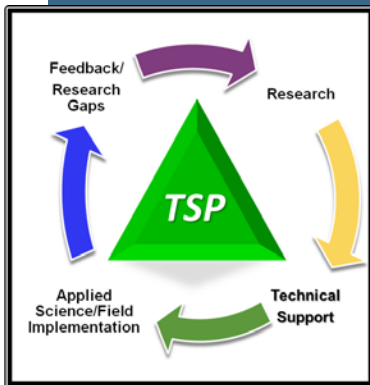 Feedback/
Research
Gaps
Research
TSP
Applied
Science/Field
Implementation
Technical
Support